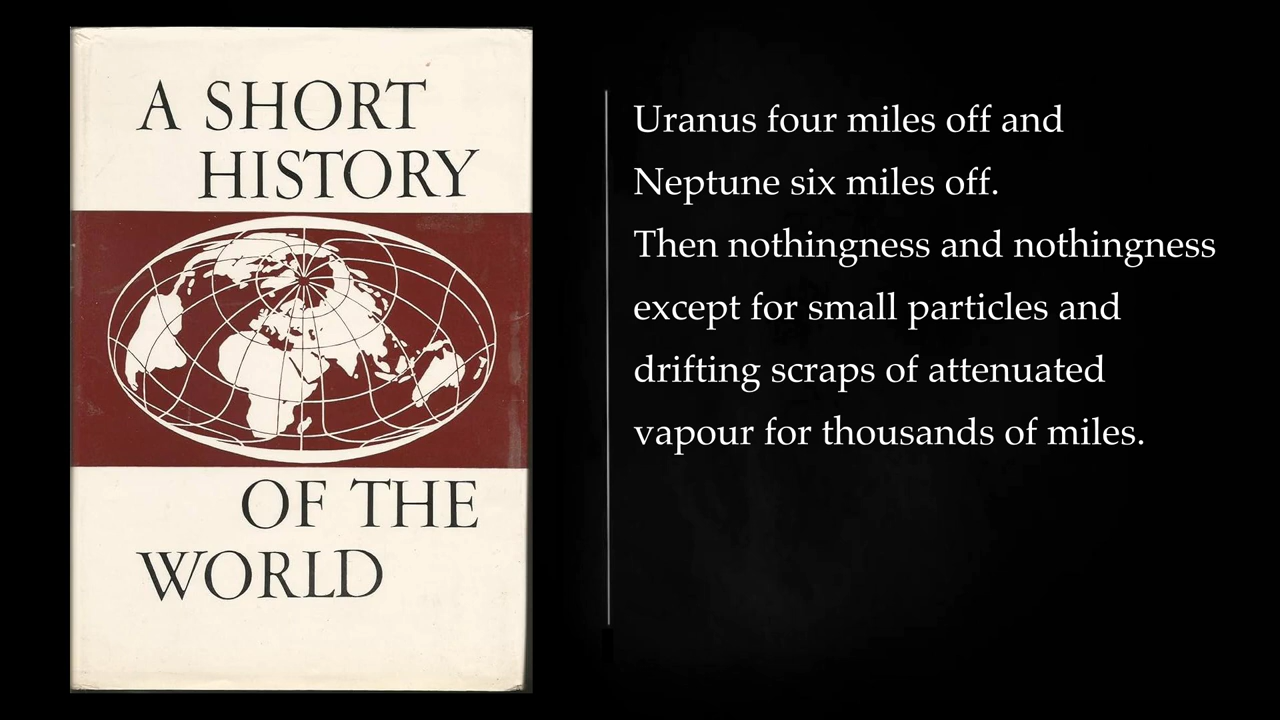 A SHORT
HISTORY
OF THE
WORLD
Uranus four miles off and
Neptune six miles off.
Then nothingness and nothingness
except for small particles and
drifting scraps of attenuated
vapour for thousands of miles.